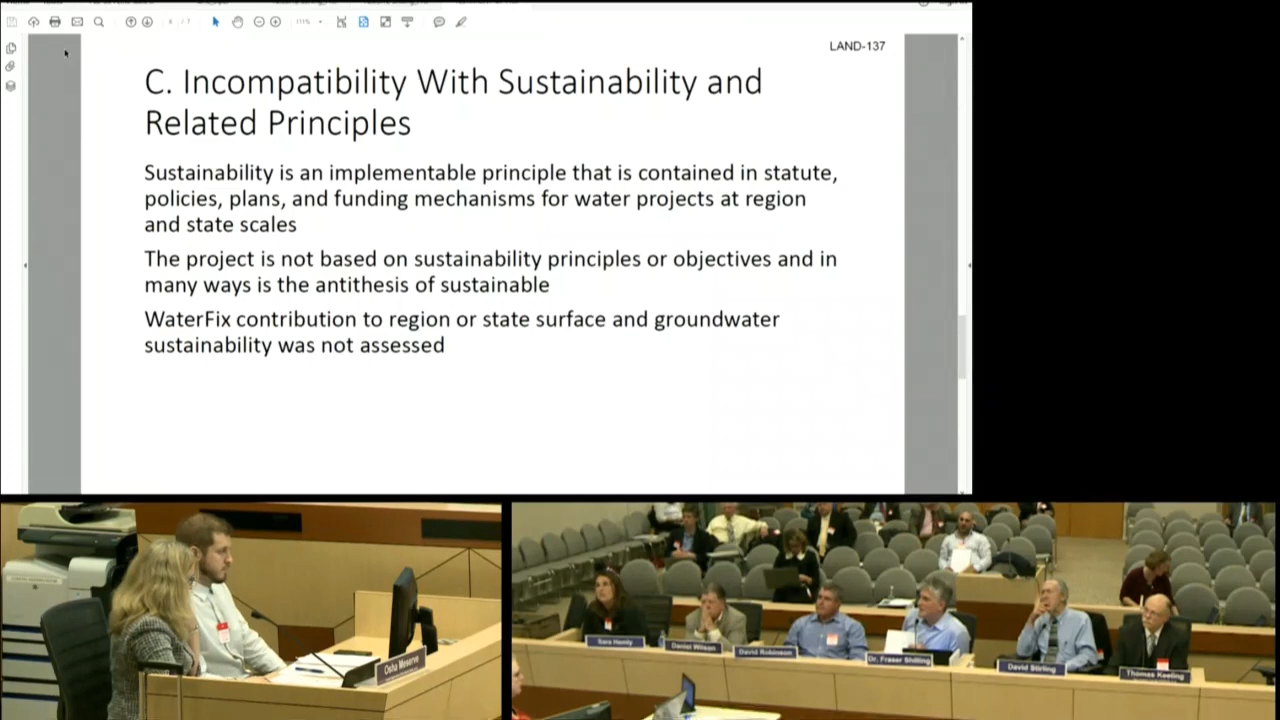 111%
LAND-137
C. Incompatibility With Sustainability and
Related Principles
Sustainability is an implementable principle that is contained in statute,
policies, plans, and funding mechanisms for water projects at region
and state scales
The project is not based on sustainability principles or objectives and in
many ways is the antithesis of sustainable
WaterFix contribution to region or state surface and groundwater
sustainability was not assessed
Osha Meserve
Daniel Wilson
David Robinson
Dr. Fraser Shilling
David Stirling
Thomas Keeling